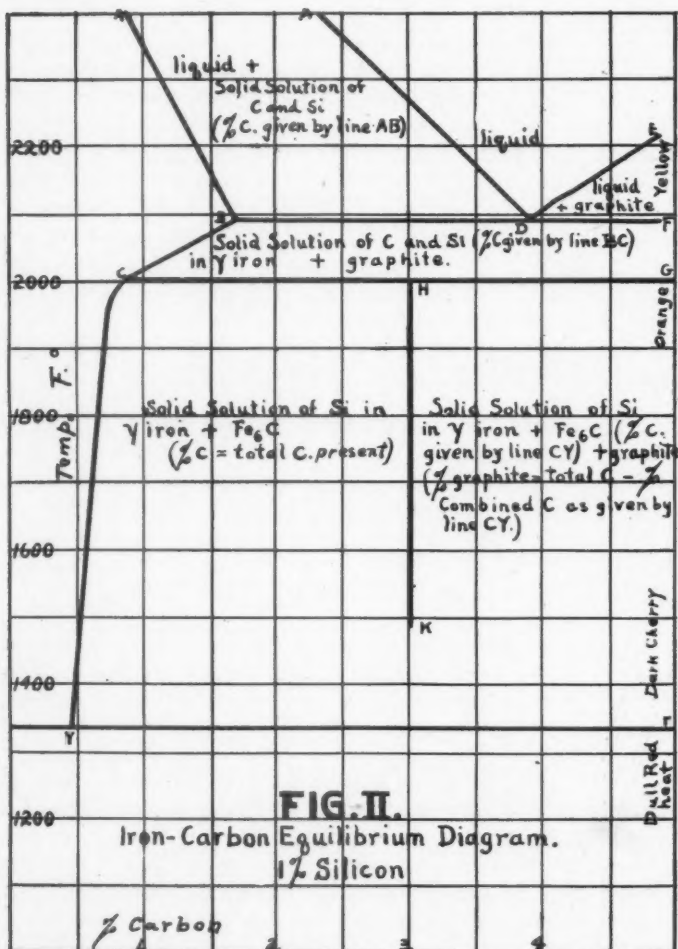 A
A
liquid +
Solid Solution of
C and Si
(% C. given by line AB)
2200
liquid
E
Yellow
liquid
+ graphite
B
D
F
Solid Solution of C and Si (% C given by line BC)
in γ iron + graphite.
C
2000
H
G
Orange
Temp. F.°
1800
Solid Solution of Si in
γ iron + Fe6C
(% C = total C. present)
Solid Solution of Si
in γ iron + Fe6C (% C.
given by line CY) + graphite
(% graphite = total C - %
Combined C as given by
line CY.)
1600
K
Dark Cherry
1400
Y
Dull Red
heat
1200
FIG. II.
Iron-Carbon Equilibrium Diagram.
1% Silicon
% Carbon
1
2
3
4